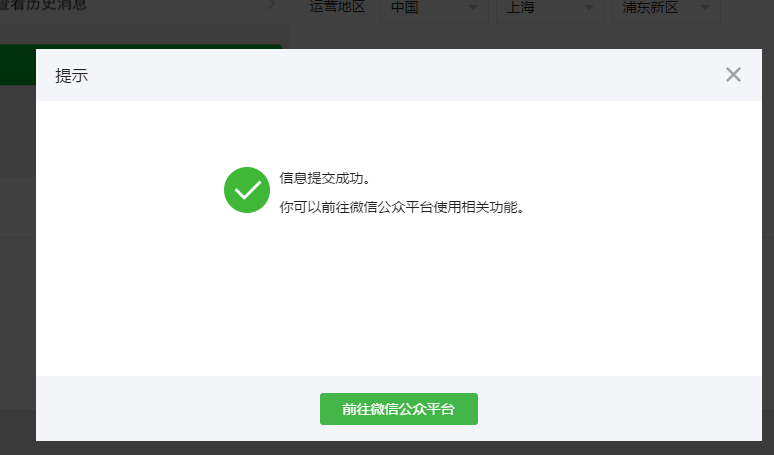 查看历史消息
运营地区 中国 上海 浦东新区
提示
信息提交成功。
你可以前往微信公众平台使用相关功能。
前往微信公众平台